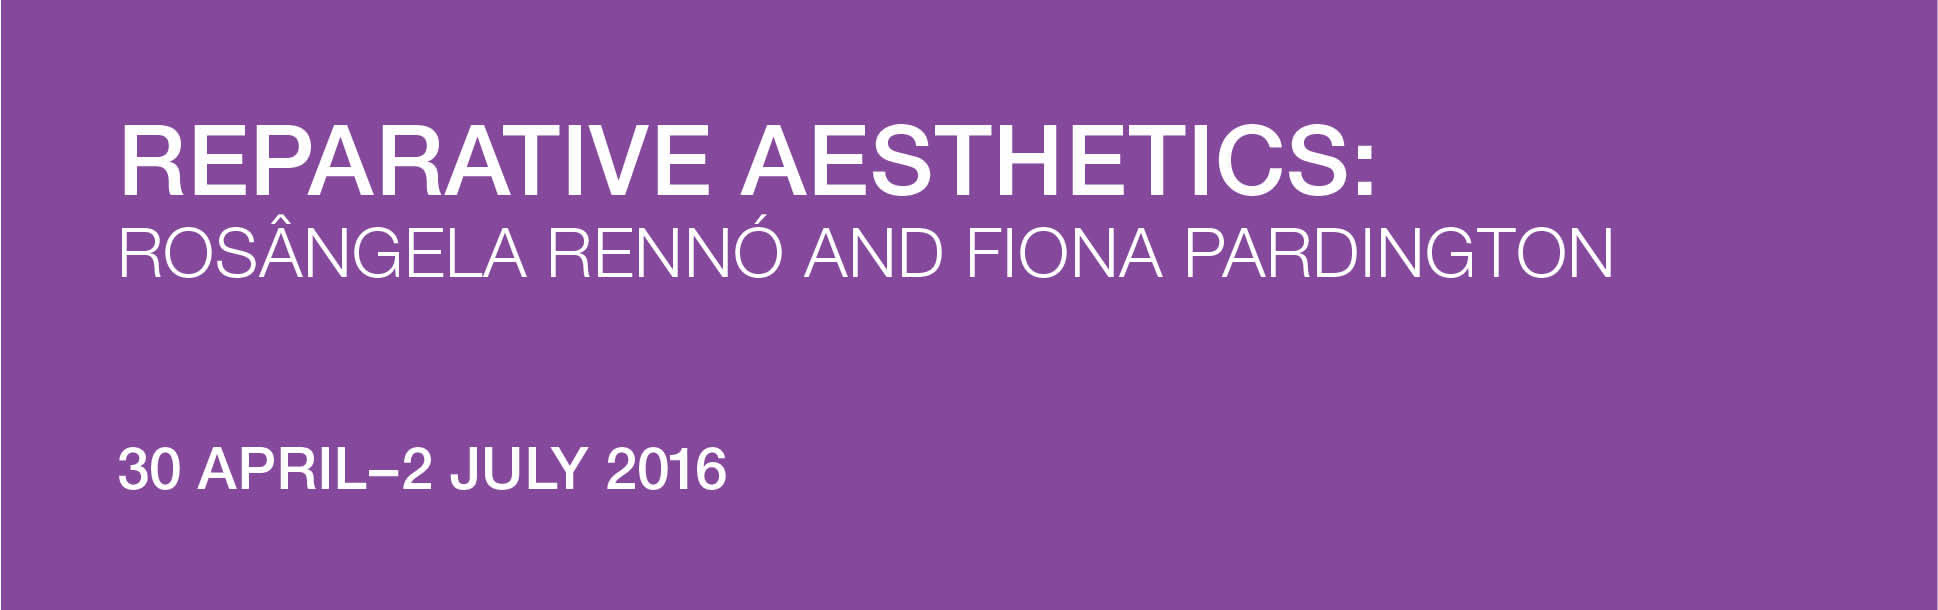 REPARATIVE AESTHETICS:
ROSÂNGELA RENNÓ AND FIONA PARDINGTON
30 APRIL–2 JULY 2016